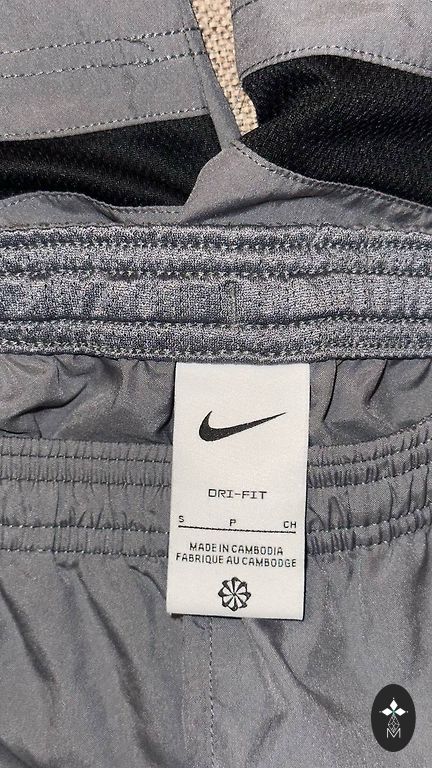 DRI-FIT
S P CH
MADE IN CAMBODIA
FABRIQUE AU CAMBODGE
M